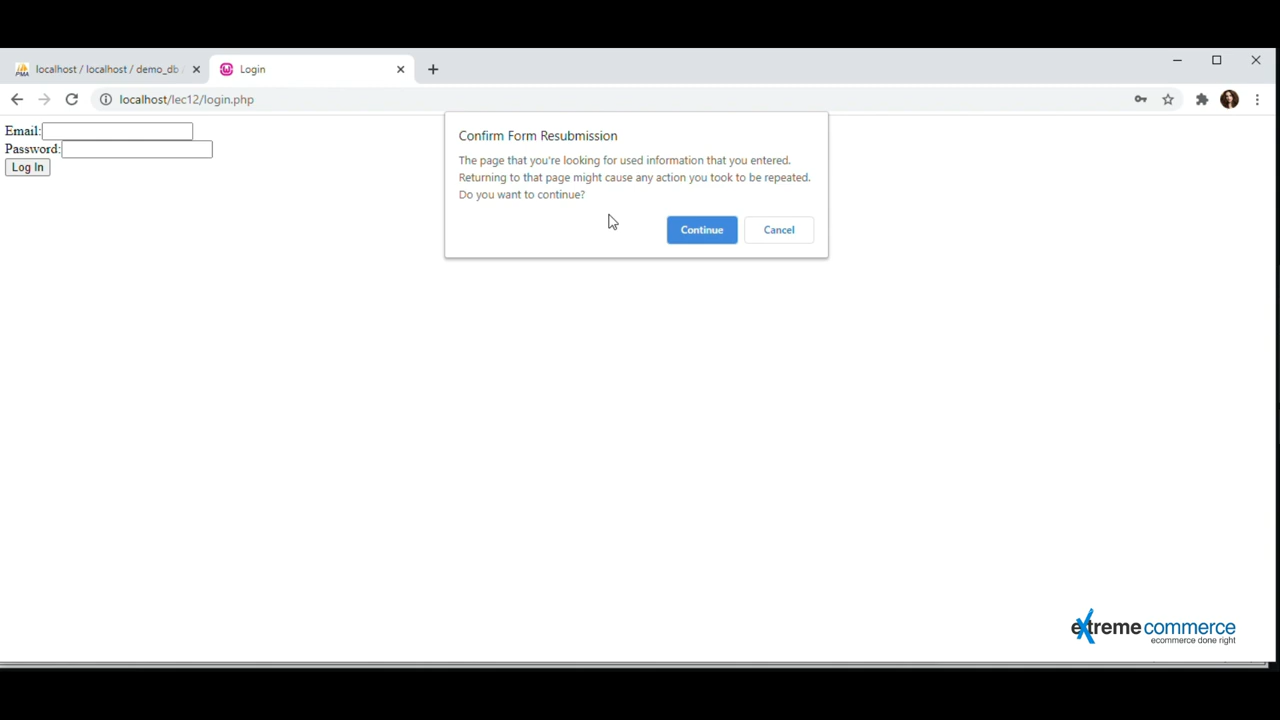 localhost / localhost / demo_db
Login
localhost/lec12/login.php
Email:
Password:
Log In
Confirm Form Resubmission
The page that you're looking for used information that you entered.
Returning to that page might cause any action you took to be repeated.
Do you want to continue?
Continue
Cancel
extreme commerce
ecommerce done right